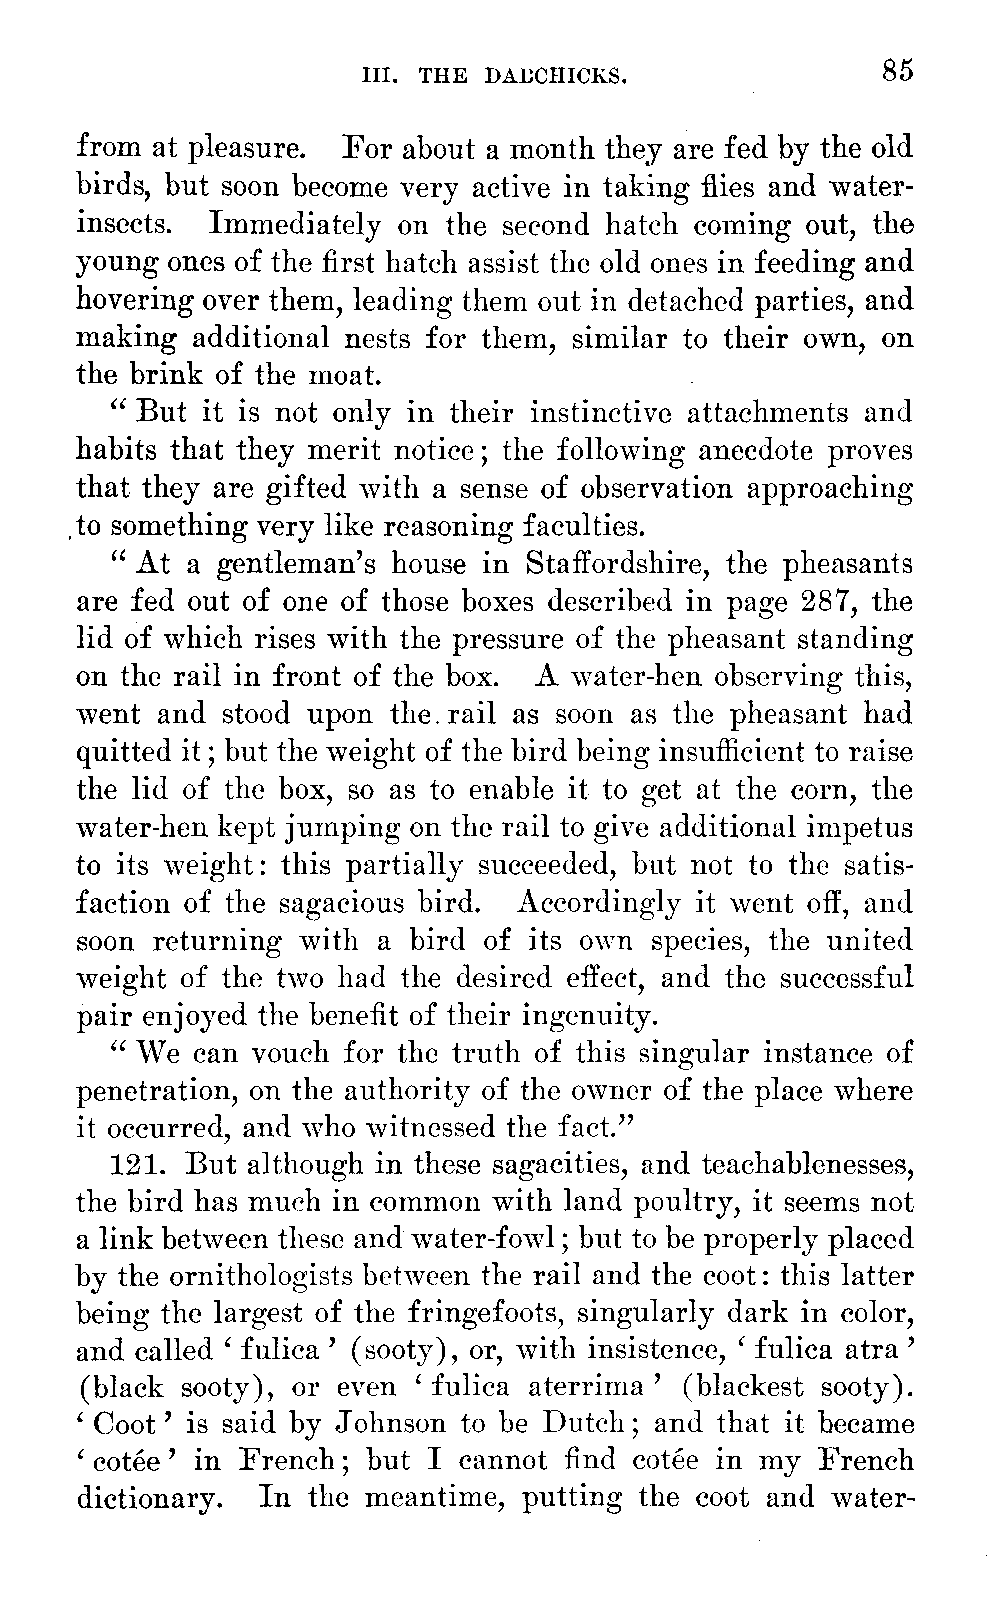 III. THE DABCHICKS. 85
from at pleasure. For about a month they are fed by the old
birds, but soon become very active in taking flies and water-
insects. Immediately on the second hatch coming out, the
young ones of the first hatch assist the old ones in feeding and
hovering over them, leading them out in detached parties, and
making additional nests for them, similar to their own, on
the brink of the moat.
“ But it is not only in their instinctive attachments and
habits that they merit notice; the following anecdote proves
that they are gifted with a sense of observation approaching
to something very like reasoning faculties.
“ At a gentleman’s house in Staffordshire, the pheasants
are fed out of one of those boxes described in page 287, the
lid of which rises with the pressure of the pheasant standing
on the rail in front of the box. A water-hen observing this,
went and stood upon the rail as soon as the pheasant had
quitted it; but the weight of the bird being insufficient to raise
the lid of the box, so as to enable it to get at the corn, the
water-hen kept jumping on the rail to give additional impetus
to its weight: this partially succeeded, but not to the satis-
faction of the sagacious bird. Accordingly it went off, and
soon returning with a bird of its own species, the united
weight of the two had the desired effect, and the successful
pair enjoyed the benefit of their ingenuity.
“ We can vouch for the truth of this singular instance of
penetration, on the authority of the owner of the place where
it occurred, and who witnessed the fact.”
121. But although in these sagacities, and teachablenesses,
the bird has much in common with land poultry, it seems not
a link between these and water-fowl; but to be properly placed
by the ornithologists between the rail and the coot: this latter
being the largest of the fringefoots, singularly dark in color,
and called ‘ fulica ’ (sooty), or, with insistence, ‘ fulica atra ’
(black sooty), or even ‘ fulica aterrima ’ (blackest sooty).
‘ Coot ’ is said by Johnson to be Dutch; and that it became
‘ cotée ’ in French; but I cannot find cotée in my French
dictionary. In the meantime, putting the coot and water-